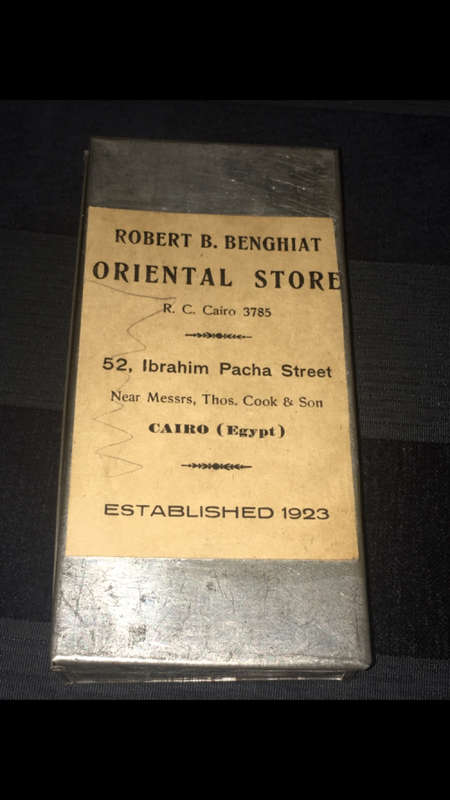 ROBERT B. BENGHIAT
ORIENTAL STORE
R. C. Cairo 3785
52, Ibrahim Pacha Street
Near Messrs, Thos. Cook & Son
CAIRO (Egypt)
ESTABLISHED 1923